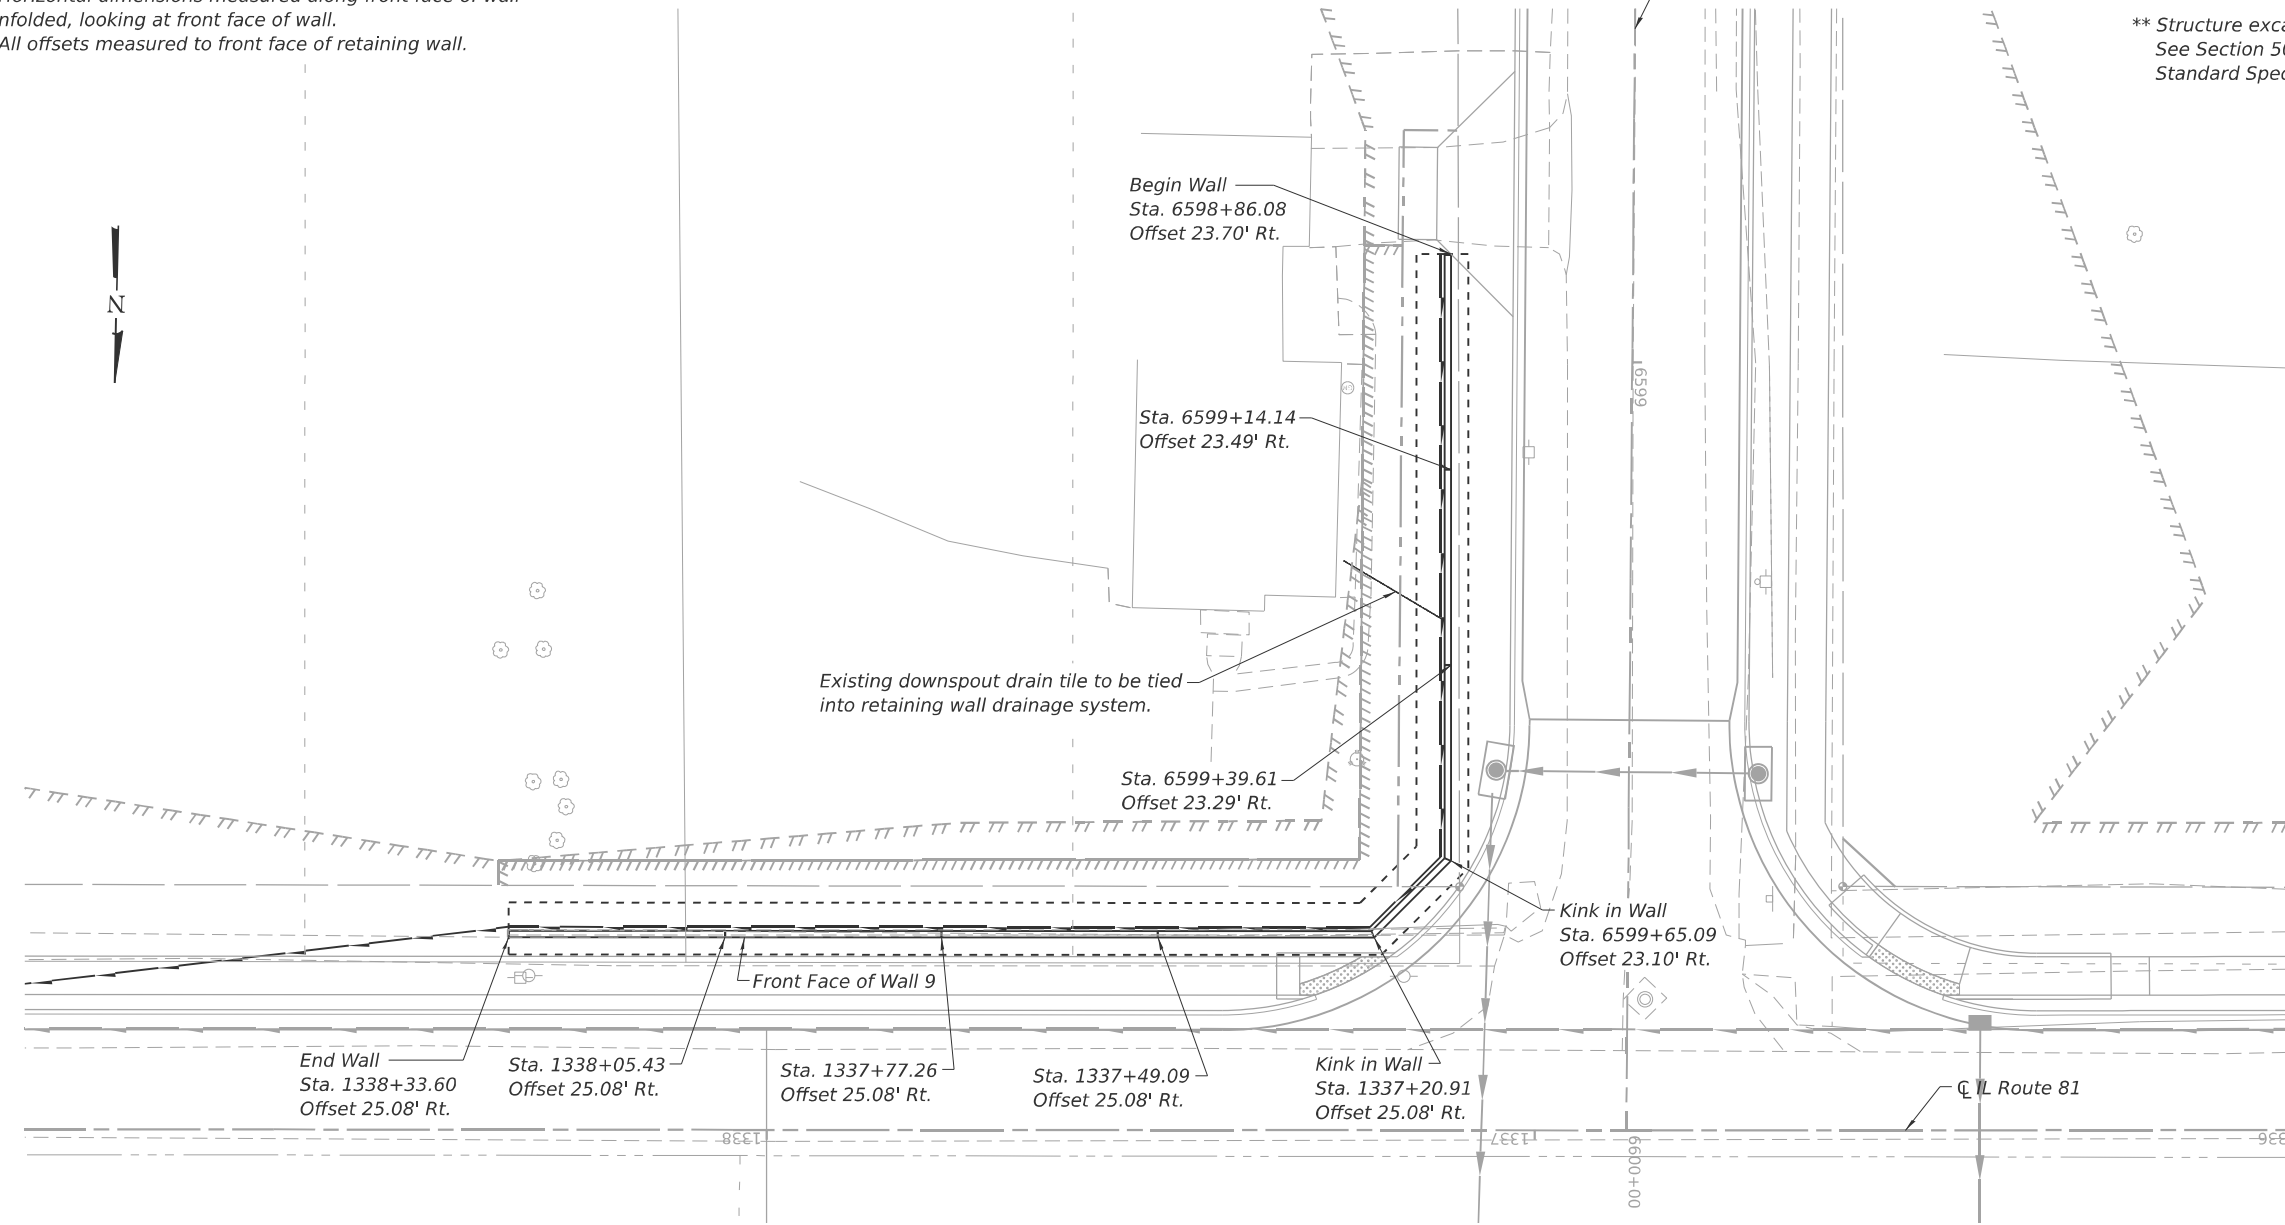 nfolded, looking at front face of wall.
All offsets measured to front face of retaining wall.
** Structure exca
See Section 50
Standard Spec
Begin Wall
Sta. 6598+86.08
Offset 23.70' Rt.
N
6599
Sta. 6599+14.14
Offset 23.49' Rt.
Existing downspout drain tile to be tied
into retaining wall drainage system.
Sta. 6599+39.61
Offset 23.29' Rt.
Kink in Wall
Sta. 6599+65.09
Offset 23.10' Rt.
Front Face of Wall 9
End Wall
Sta. 1338+33.60
Offset 25.08' Rt.
Sta. 1338+05.43
Offset 25.08' Rt.
Sta. 1337+77.26
Offset 25.08' Rt.
Sta. 1337+49.09
Offset 25.08' Rt.
Kink in Wall
Sta. 1337+20.91
Offset 25.08' Rt.
℄ IL Route 81
1338
1337
336
6600+00